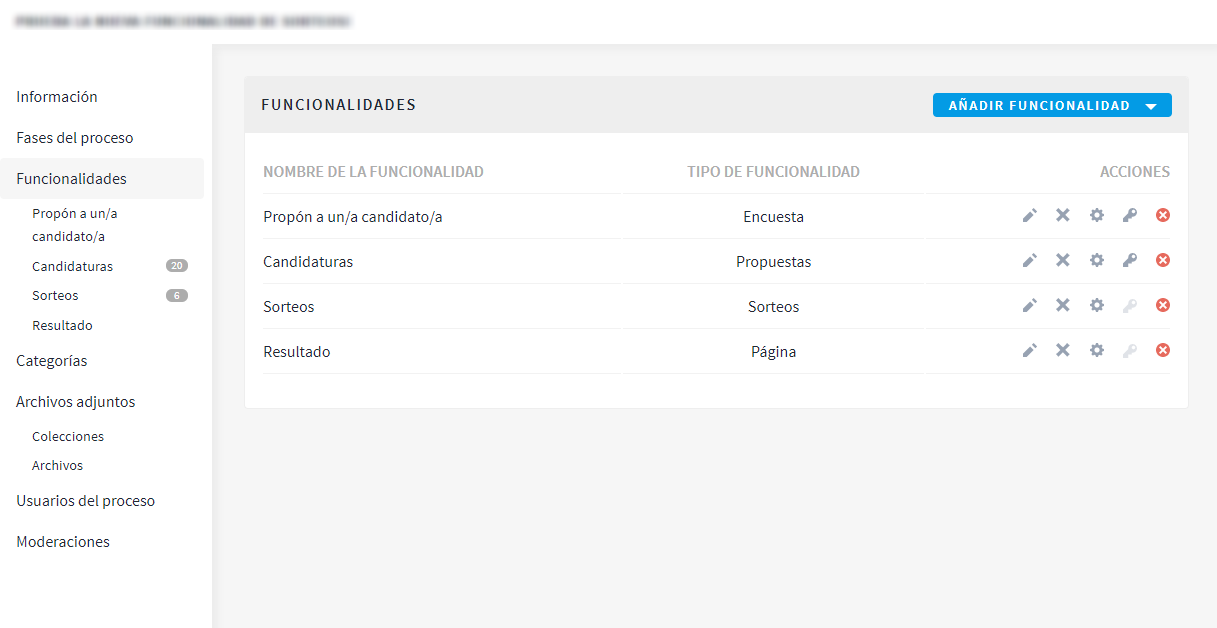 Información
Fases del proceso
Funcionalidades
Propón a un/a
candidato/a
Candidaturas 20
Sorteos 6
Resultado
Categorías
Archivos adjuntos
Colecciones
Archivos
Usuarios del proceso
Moderaciones
FUNCIONALIDADES AÑADIR FUNCIONALIDAD
NOMBRE DE LA FUNCIONALIDAD TIPO DE FUNCIONALIDAD ACCIONES
Propón a un/a candidato/a Encuesta
Candidaturas Propuestas
Sorteos Sorteos
Resultado Página